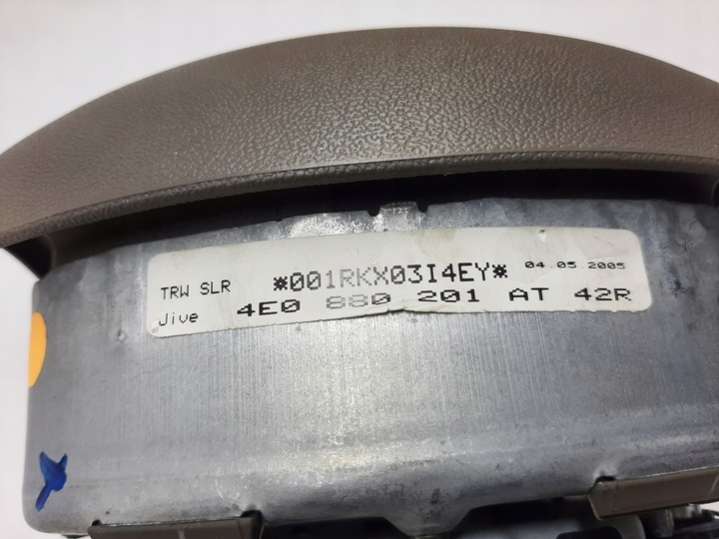 TRW SLR *001RKX03I4EY* 04.05.2005
Jive 4E0 880 201 AT 42R